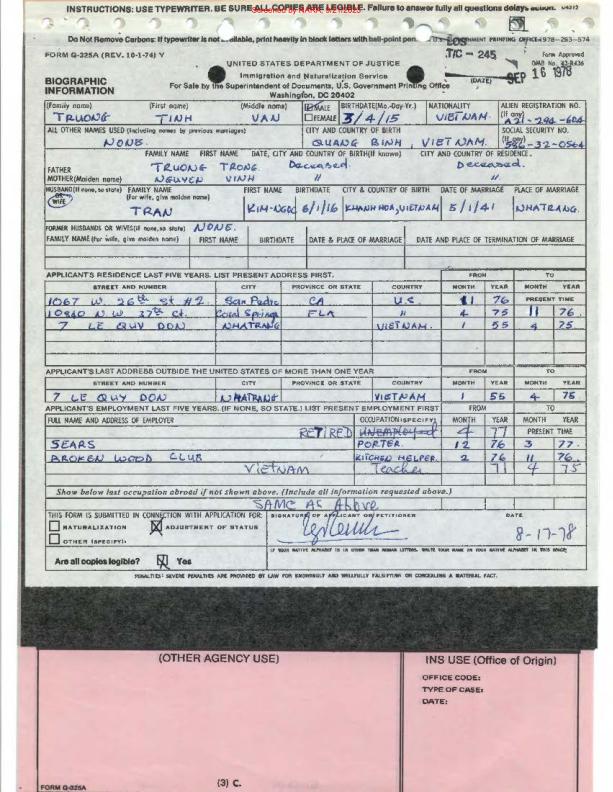 INSTRUCTIONS: USE TYPEWRITER. BE SURE ALL COPIES ARE LEGIBLE. Failure to answer fully all questions delays action.
Do Not Remove Carbons: If typewriter is not available, print heavily in block letters with ball-point pen.
FORM G-325A (REV. 10-1-74) Y
UNITED STATES DEPARTMENT OF JUSTICE
T/C - 245
Form Approved
Immigration and Naturalization Service
BIOGRAPHIC INFORMATION
For Sale by the Superintendent of Documents, U.S. Government Printing Office
Washington, DC 20402
(DATE) SEP 16 1978
(Family name) (First name) (Middle name) MALE FEMALE BIRTHDATE(Mo.-Day-Yr.) NATIONALITY ALIEN REGISTRATION NO. (If any)
TRUONG TINH VAN 3/4/15 VIETNAM A21-294-604
ALL OTHER NAMES USED (Including names by previous marriages) CITY AND COUNTRY OF BIRTH SOCIAL SECURITY NO. (If any)
NONE. QUANG BINH, VIETNAM. 586-32-0564
FAMILY NAME FIRST NAME DATE, CITY AND COUNTRY OF BIRTH(If known) CITY AND COUNTRY OF RESIDENCE.
FATHER TRUONG TRONG. Deceased. Deceased.
MOTHER(Maiden name) NGUYEN VINH " "
HUSBAND(If none, so state) OR WIFE FAMILY NAME (For wife, give maiden name) FIRST NAME BIRTHDATE CITY & COUNTRY OF BIRTH DATE OF MARRIAGE PLACE OF MARRIAGE
TRAN KIM-NGOC 6/1/16 KHANH HOA, VIETNAM 5/1/41 NHATRANG.
FORMER HUSBANDS OR WIVES(If none, so state) NONE.
FAMILY NAME (For wife, give maiden name) FIRST NAME BIRTHDATE DATE & PLACE OF MARRIAGE DATE AND PLACE OF TERMINATION OF MARRIAGE
APPLICANT'S RESIDENCE LAST FIVE YEARS. LIST PRESENT ADDRESS FIRST. FROM TO
STREET AND NUMBER CITY PROVINCE OR STATE COUNTRY MONTH YEAR MONTH YEAR
1067 W. 26th St #2 San Pedro CA U.S. 11 76 PRESENT TIME
10840 N.W. 37th Ct. Coral Springs FLA " 4 75 11 76
7 LE QUY DON NHATRANG VIETNAM. 1 55 4 75
APPLICANT'S LAST ADDRESS OUTSIDE THE UNITED STATES OF MORE THAN ONE YEAR FROM TO
STREET AND NUMBER CITY PROVINCE OR STATE COUNTRY MONTH YEAR MONTH YEAR
7 LE QUY DON NHATRANG VIETNAM 1 55 4 75
APPLICANT'S EMPLOYMENT LAST FIVE YEARS. (IF NONE, SO STATE.) LIST PRESENT EMPLOYMENT FIRST FROM TO
FULL NAME AND ADDRESS OF EMPLOYER OCCUPATION(SPECIFY) MONTH YEAR MONTH YEAR
RETIRED UNEMPLOYED 4 77 PRESENT TIME
SEARS PORTER. 12 76 3 77.
BROKEN WOOD CLUB KITCHEN HELPER. 2 76 11 76.
VIETNAM Teacher 71 4 75
Show below last occupation abroad if not shown above. (Include all information requested above.)
SAME AS Above
THIS FORM IS SUBMITTED IN CONNECTION WITH APPLICATION FOR: SIGNATURE OF APPLICANT OR PETITIONER DATE
NATURALIZATION ADJUSTMENT OF STATUS
8-17-78
OTHER (SPECIFY):
IF YOUR NATIVE ALPHABET IS IN OTHER THAN ROMAN LETTERS, WRITE YOUR NAME IN YOUR NATIVE ALPHABET IN THIS SPACE:
Are all copies legible? Yes
PENALTIES: SEVERE PENALTIES ARE PROVIDED BY LAW FOR KNOWINGLY AND WILLFULLY FALSIFYING OR CONCEALING A MATERIAL FACT.
(OTHER AGENCY USE)
INS USE (Office of Origin)
OFFICE CODE:
TYPE OF CASE:
DATE:
FORM G-325A
(3) C.